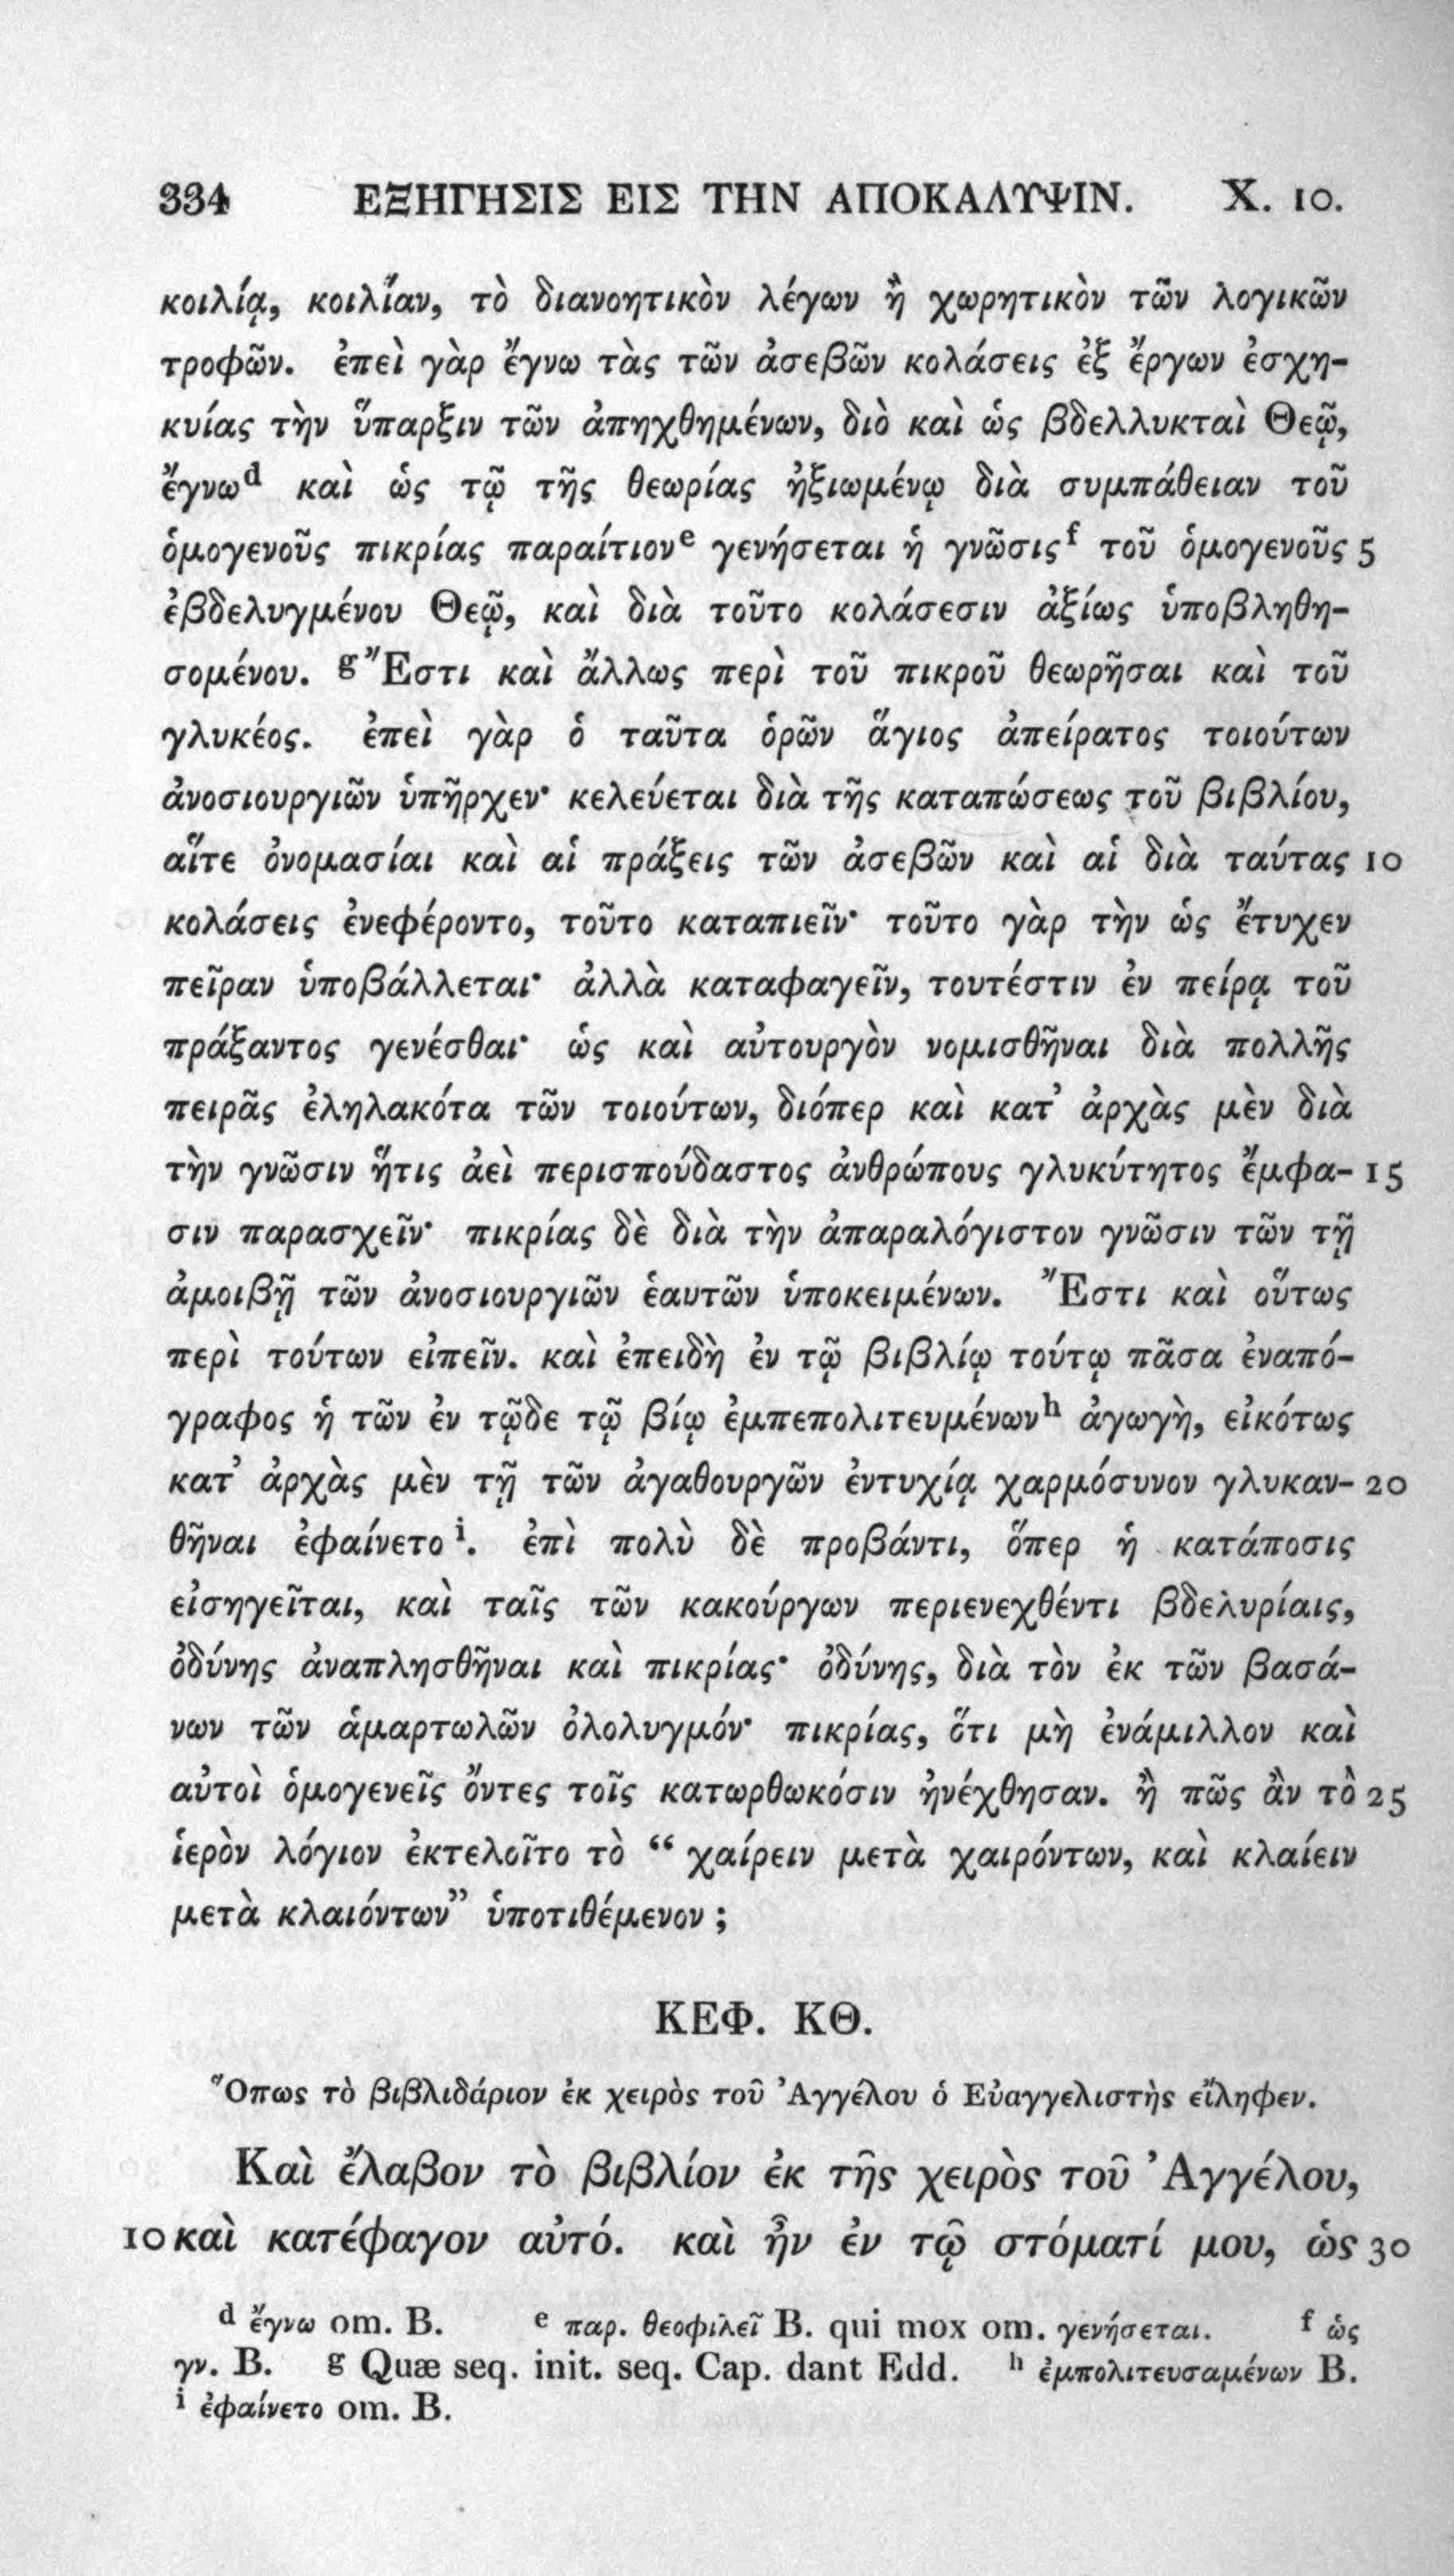 334 ΕΞΗΓΗΣΙΣ ΕΙΣ ΤΗΝ ΑΠΟΚΑΛΥΨΙΝ. X. 10.
κοιλίᾳ, κοιλίαν, τὸ διανοητικὸν λέγων ἢ χωρητικὸν τῶν λογικῶν
τροφῶν. ἐπεὶ γὰρ ἔγνω τὰς τῶν ἀσεβῶν κολάσεις ἐξ ἔργων ἐσχη-
κυίας τὴν ὕπαρξιν τῶν ἀπηχθημένων, διὸ καὶ ὡς βδελλυκταὶ Θεῷ,
ἔγνωd καὶ ὡς τῷ τῆς θεωρίας ἠξιωμένῳ διὰ συμπάθειαν τοῦ
ὁμογενοῦς πικρίας παραίτιονe γενήσεται ἡ γνῶσιςf τοῦ ὁμογενοῦς 5
ἐβδελυγμένου Θεῷ, καὶ διὰ τοῦτο κολάσεσιν ἀξίως ὑποβληθη-
σομένου. gἜστι καὶ ἄλλως περὶ τοῦ πικροῦ θεωρῆσαι καὶ τοῦ
γλυκέος. ἐπεὶ γὰρ ὁ ταῦτα ὁρῶν ἅγιος ἀπείρατος τοιούτων
ἀνοσιουργιῶν ὑπῆρχεν· κελεύεται διὰ τῆς καταπώσεως τοῦ βιβλίου,
αἵτε ὀνομασίαι καὶ αἱ πράξεις τῶν ἀσεβῶν καὶ αἱ διὰ ταύτας 10
κολάσεις ἐνεφέροντο, τοῦτο καταπιεῖν· τοῦτο γὰρ τὴν ὡς ἔτυχεν
πεῖραν ὑποβάλλεται· ἀλλὰ καταφαγεῖν, τουτέστιν ἐν πείρᾳ τοῦ
πράξαντος γενέσθαι· ὡς καὶ αὐτουργὸν νομισθῆναι διὰ πολλῆς
πειρᾶς ἐληλακότα τῶν τοιούτων, διόπερ καὶ κατ’ ἀρχὰς μὲν διὰ
τὴν γνῶσιν ἥτις ἀεὶ περισπούδαστος ἀνθρώπους γλυκύτητος ἔμφα- 15
σιν παρασχεῖν· πικρίας δὲ διὰ τὴν ἀπαραλόγιστον γνῶσιν τῶν τῇ
ἀμοιβῇ τῶν ἀνοσιουργιῶν ἑαυτῶν ὑποκειμένων. Ἔστι καὶ οὕτως
περὶ τούτων εἰπεῖν. καὶ ἐπειδὴ ἐν τῷ βιβλίῳ τούτῳ πᾶσα ἐναπό-
γραφος ἡ τῶν ἐν τῷδε τῷ βίῳ ἐμπεπολιτευμένωνh ἀγωγὴ, εἰκότως
κατ’ ἀρχὰς μὲν τῇ τῶν ἀγαθουργῶν ἐντυχίᾳ χαρμόσυνον γλυκαν- 20
θῆναι ἐφαίνετο i. ἐπὶ πολὺ δὲ προβάντι, ὅπερ ἡ κατάποσις
εἰσηγεῖται, καὶ ταῖς τῶν κακούργων περιενεχθέντι βδελυρίαις,
ὀδύνης ἀναπλησθῆναι καὶ πικρίας· ὀδύνης, διὰ τὸν ἐκ τῶν βασά-
νων τῶν ἁμαρτωλῶν ὀλολυγμόν· πικρίας, ὅτι μὴ ἐνάμιλλον καὶ
αὐτοὶ ὁμογενεῖς ὄντες τοῖς κατωρθωκόσιν ἠνέχθησαν. ἢ πῶς ἂν τὸ 25
ἱερὸν λόγιον ἐκτελοῖτο τὸ “ χαίρειν μετὰ χαιρόντων, καὶ κλαίειν
μετὰ κλαιόντων” ὑποτιθέμενον ;
ΚΕΦ. ΚΘ.
Ὅπως τὸ βιβλιδάριον ἐκ χειρὸς τοῦ Ἀγγέλου ὁ Εὐαγγελιστὴς εἴληφεν.
Καὶ ἔλαβον τὸ βιβλίον ἐκ τῆς χειρὸς τοῦ Ἀγγέλου,
10 καὶ κατέφαγον αὐτό. καὶ ἦν ἐν τῷ στόματί μου, ὡς 30
d ἔγνω om. B. e παρ. θεοφιλεῖ B. qui mox om. γενήσεται. f ὡς
γν. B. g Quæ seq. init. seq. Cap. dant Edd. h ἐμπολιτευσαμένων B.
i ἐφαίνετο om. B.